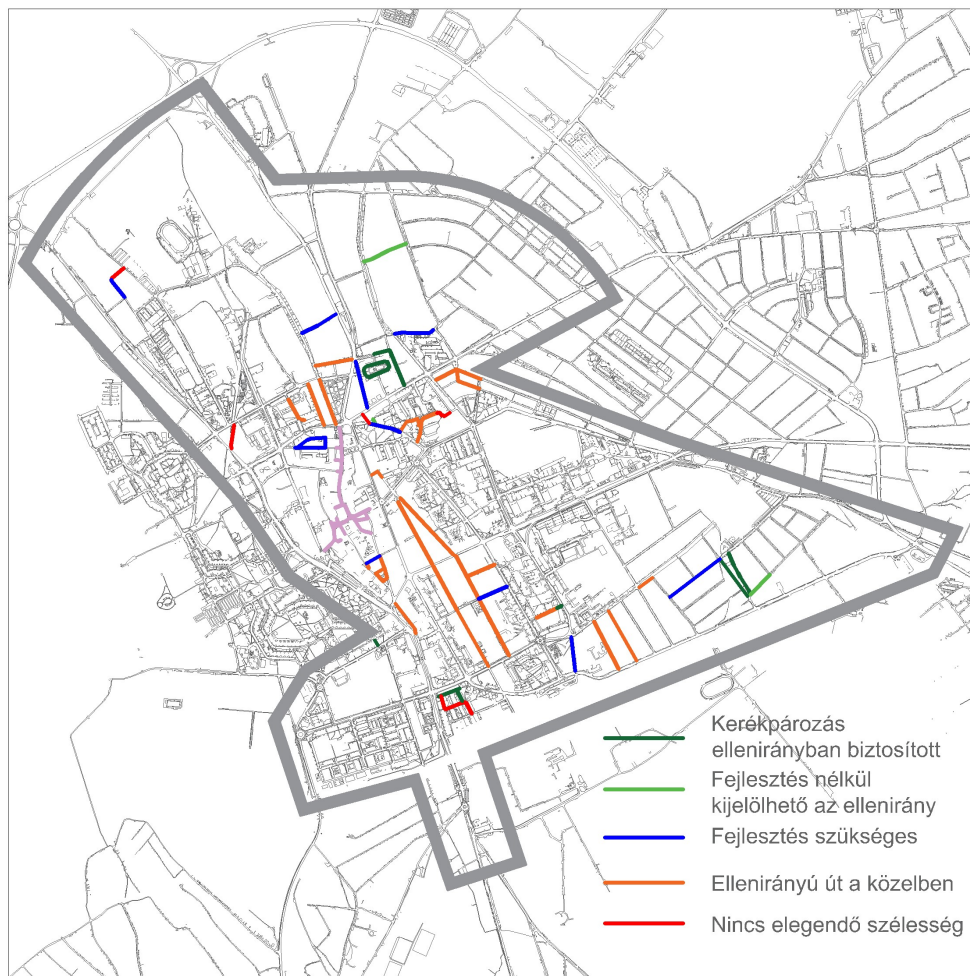 Kerékpározás
ellenirányban biztosított
Fejlesztés nélkül
kijelölhető az ellenirány
Fejlesztés szükséges
Ellenirányú út a közelben
Nincs elegendő szélesség